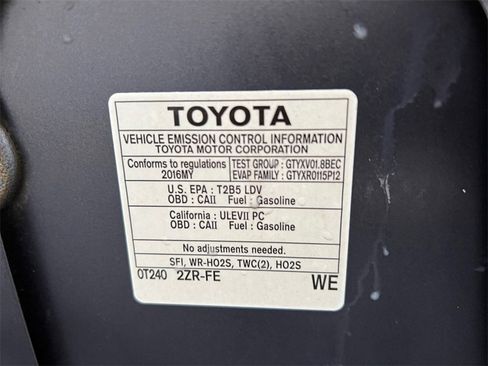 TOYOTA
VEHICLE EMISSION CONTROL INFORMATION
TOYOTA MOTOR CORPORATION
Conforms to regulations
2016MY
TEST GROUP : GTYXV01.8BEC
EVAP FAMILY : GTYXR0115P12
U.S. EPA : T2B5 LDV
OBD : CAII Fuel : Gasoline
California : ULEVII PC
OBD : CAII Fuel : Gasoline
No adjustments needed.
SFI, WR-HO2S, TWC(2), HO2S
0T240 2ZR-FE WE